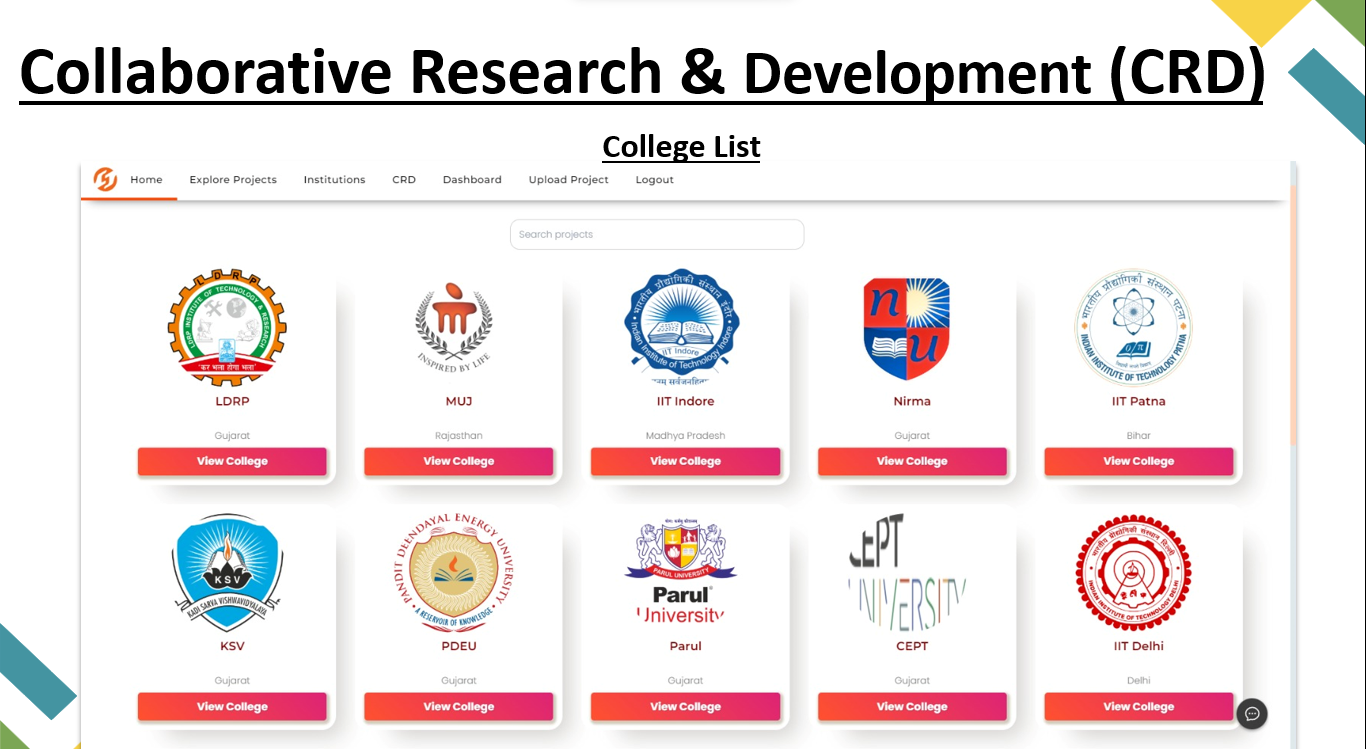 Collaborative Research & Development (CRD)
College List
Home Explore Projects Institutions CRD Dashboard Upload Project Logout
Search projects
LDRP
LDRP INSTITUTE OF TECHNOLOGY & RESEARCH
"कर भला होगा भला"
LDRP
Gujarat
View College
INSPIRED BY LIFE
MUJ
Rajasthan
View College
भारतीय प्रौद्योगिकी संस्थान इंदौर
IIT Indore
Indian Institute of Technology Indore
IIT Indore
Madhya Pradesh
View College
n
u
Nirma
Gujarat
View College
भारतीय प्रौद्योगिकी संस्थान पटना
INDIAN INSTITUTE OF TECHNOLOGY PATNA
IIT Patna
Bihar
View College
KSV
KADI SARVA VISHWAVIDYALAYA
KSV
Gujarat
View College
PANDIT DEENDAYAL ENERGY UNIVERSITY
A RESERVOIR OF KNOWLEDGE
PDEU
Gujarat
View College
PARUL UNIVERSITY
Parul
University
Parul
Gujarat
View College
CEPT
UNIVERSITY
CEPT
Gujarat
View College
भारतीय प्रौद्योगिकी संस्थान दिल्ली
INDIAN INSTITUTE OF TECHNOLOGY DELHI
IIT Delhi
Delhi
View College